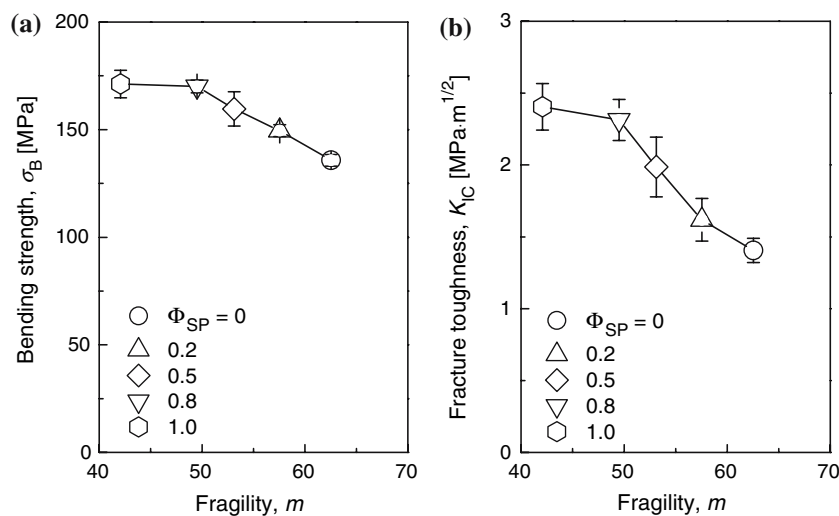 (a)
200
150
100
50
0
40 50 60 70
Bending strength, σB [MPa]
Fragility, m
ΦSP = 0
0.2
0.5
0.8
1.0
(b)
3
2
1
0
40 50 60 70
Fracture toughness, KIC [MPa·m1/2]
Fragility, m
ΦSP = 0
0.2
0.5
0.8
1.0